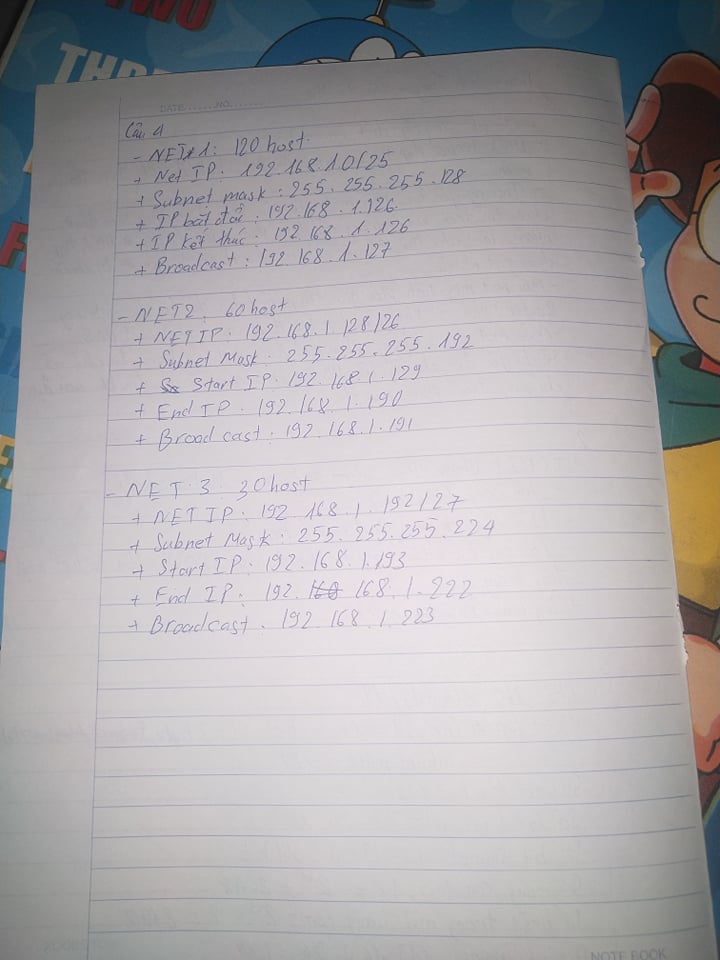 TWO
THRE
DATE......NO.......
Câu 1
- NET 1: 120 host.
+ Net IP: 192.168.1.0/25
+ Subnet mask: 255.255.255.128
+ IP bắt đầu: 192.168.1.126
+ IP kết thúc: 192.168.1.126
+ Broadcast: 192.168.1.127
- NET2: 60 host
+ NET IP: 192.168.1.128/26
+ Subnet Mask: 255.255.255.192
+ Start IP: 192.168.1.129
+ End IP: 192.168.1.190
+ Broadcast: 192.168.1.191
- NET 3: 30 host
+ NET IP: 192.168.1.192/27
+ Subnet Mask: 255.255.255.224
+ Start IP: 192.168.1.193
+ End IP: 192.168.1.222
+ Broadcast: 192.168.1.223
NOTE BOOK